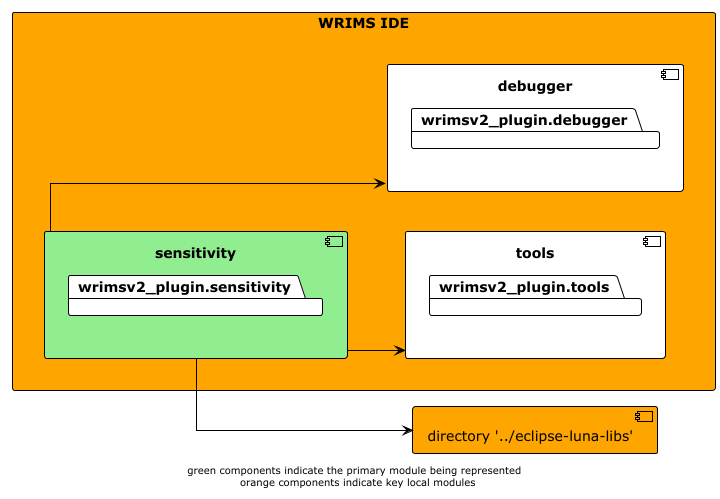 WRIMS IDE
debugger
wrimsv2_plugin.debugger
sensitivity
wrimsv2_plugin.sensitivity
tools
wrimsv2_plugin.tools
directory '../eclipse-luna-libs'
green components indicate the primary module being represented
orange components indicate key local modules